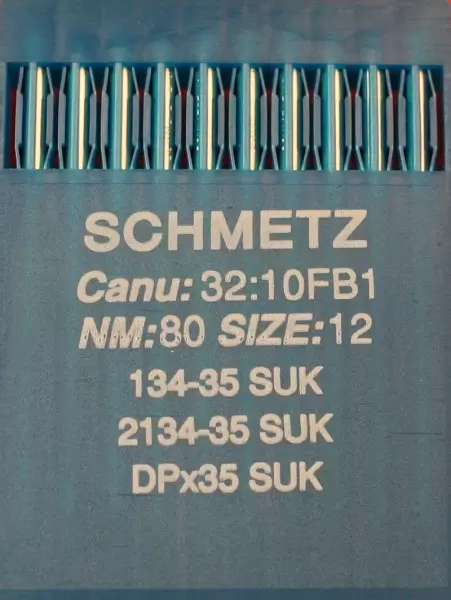 SCHMETZ
Canu: 32:10FB1
NM:80 SIZE:12
134-35 SUK
2134-35 SUK
DPx35 SUK